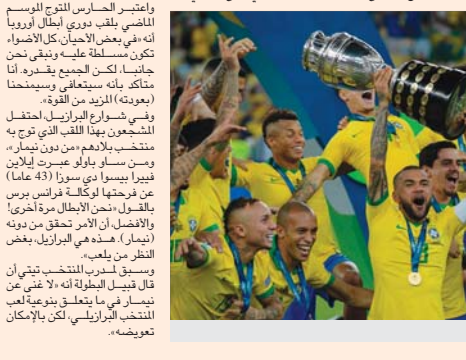 واعتبر الحارس المتوج الموسم
الماضي بلقب دوري أبطال أوروبا
أنه «في بعض الأحيان، كل الأضواء
تكون مسلطة عليه ونبقى نحن
جانبا، لكن الجميع يقدره. أنا
متأكد بأنه سيتعافى وسيمنحنا
(بعودته) المزيد من القوة».
وفي شوارع البرازيل، احتفل
المشجعون بهذا اللقب الذي توج به
منتخب بلادهم «من دون نيمار»،
ومن ساو باولو عبرت إيلاين
فييرا بيسوا دي سوزا (43 عاما)
عن فرحتها لوكالة فرانس برس
بالقول «نحن الأبطال مرة أخرى!
والأفضل، أن الأمر تحقق من دونه
(نيمار). هذه هي البرازيل، بغض
النظر من يلعب».
وسبق لمدرب المنتخب تيتي أن
قال قبيل البطولة أنه «لا غنى عن
نيمار في ما يتعلق بنوعية لعب
المنتخب البرازيلي، لكن بالإمكان
تعويضه».